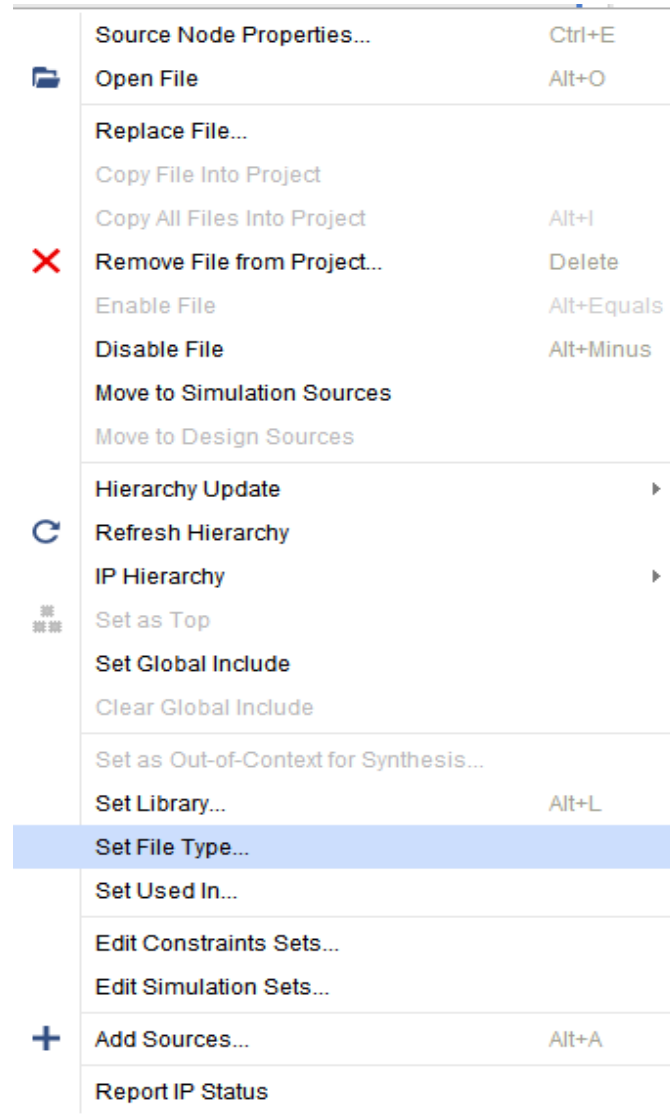 Source Node Properties... Ctrl+E
Open File Alt+O
Replace File...
Copy File Into Project
Copy All Files Into Project Alt+I
Remove File from Project... Delete
Enable File Alt+Equals
Disable File Alt+Minus
Move to Simulation Sources
Move to Design Sources
Hierarchy Update
Refresh Hierarchy
IP Hierarchy
Set as Top
Set Global Include
Clear Global Include
Set as Out-of-Context for Synthesis...
Set Library... Alt+L
Set File Type...
Set Used In...
Edit Constraints Sets...
Edit Simulation Sets...
Add Sources... Alt+A
Report IP Status